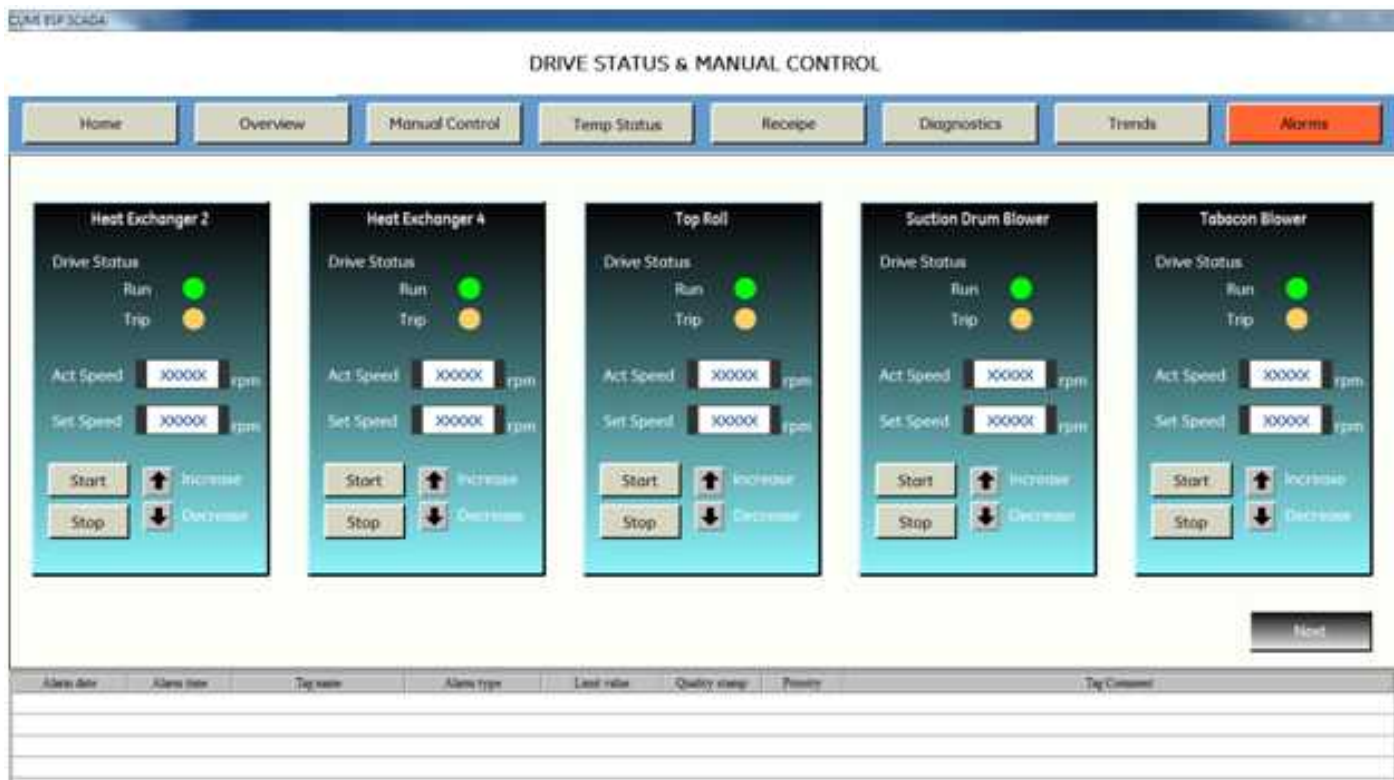 CUMI BSP SCADA
DRIVE STATUS & MANUAL CONTROL
Home Overview Manual Control Temp Status Receipe Diagnostics Trends Alarms
Heat Exchanger 2 Heat Exchanger 4 Top Roll Suction Drum Blower Tabacon Blower
Drive Status Drive Status Drive Status Drive Status Drive Status
Run Run Run Run Run
Trip Trip Trip Trip Trip
Act Speed XXXXX rpm Act Speed XXXXX rpm Act Speed XXXXX rpm Act Speed XXXXX rpm Act Speed XXXXX rpm
Set Speed XXXXX rpm Set Speed XXXXX rpm Set Speed XXXXX rpm Set Speed XXXXX rpm Set Speed XXXXX rpm
Start Increase Start Increase Start Increase Start Increase Start Increase
Stop Decrease Stop Decrease Stop Decrease Stop Decrease Stop Decrease
Next
Alarm date Alarm time Tag name Alarm type Limit value Quality stamp Priority Tag Comment